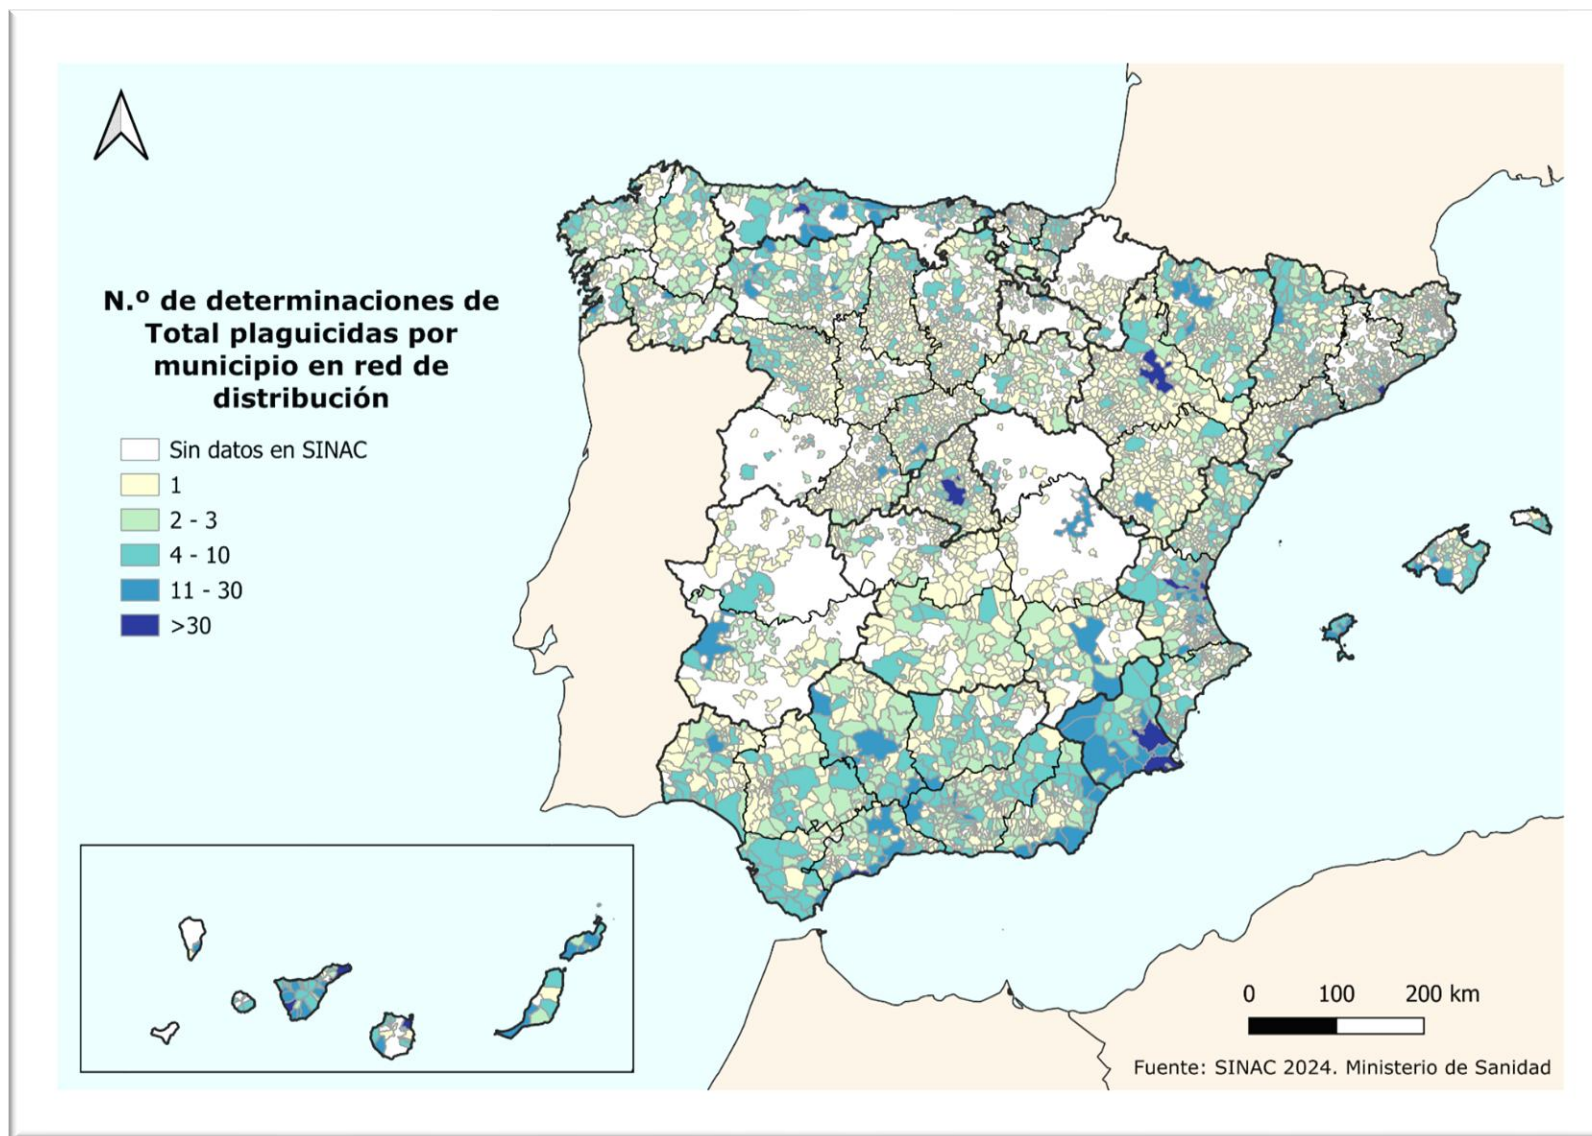 N.º de determinaciones de
Total plaguicidas por
municipio en red de
distribución
Sin datos en SINAC
1
2 - 3
4 - 10
11 - 30
>30
0 100 200 km
Fuente: SINAC 2024. Ministerio de Sanidad